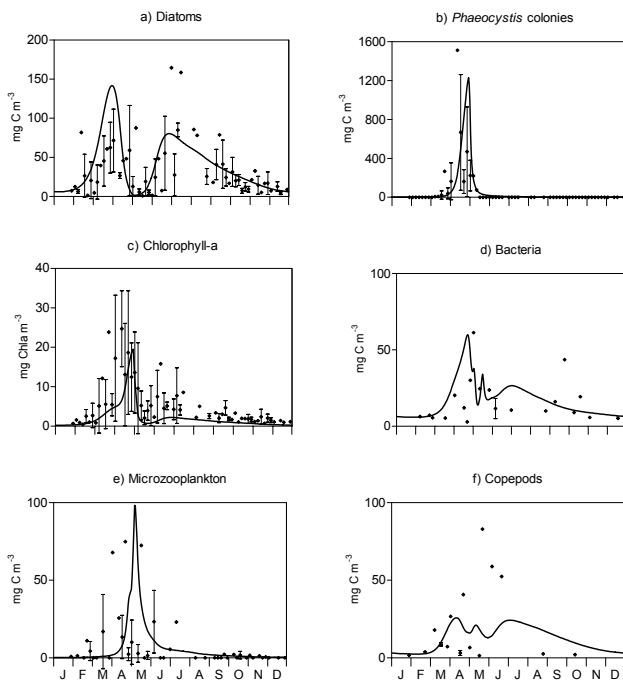 a) Diatoms
200
150
100
50
0
mg C m-3
b) Phaeocystis colonies
1600
1200
800
400
0
mg C m-3
c) Chlorophyll-a
40
30
20
10
0
mg Chla m-3
d) Bacteria
100
50
0
mg C m-3
e) Microzooplankton
100
50
0
mg C m-3
J F M A M J J A S O N D
f) Copepods
100
50
0
mg C m-3
J F M A M J J A S O N D